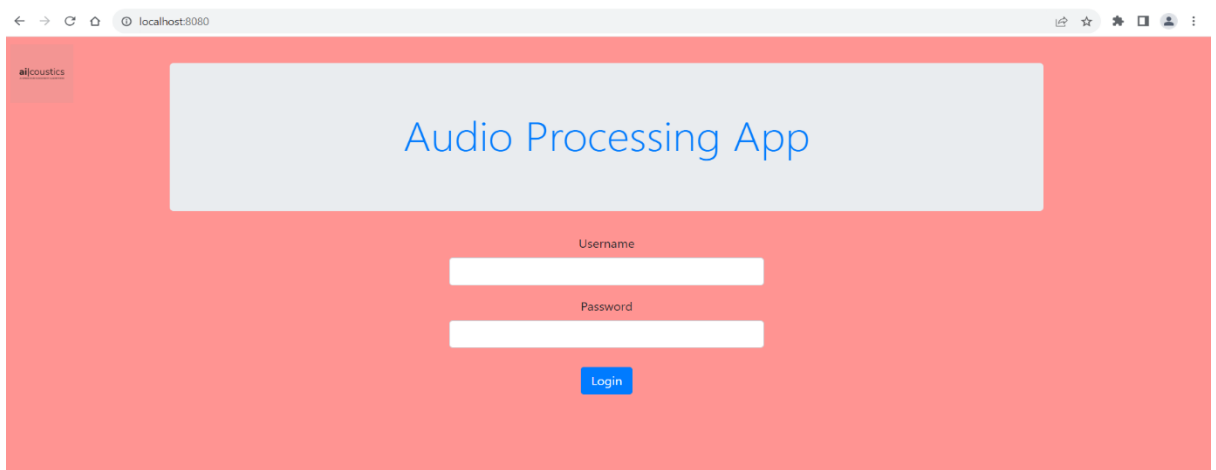 localhost:8080
ai|coustics
Audio Processing App
Username
Password
Login